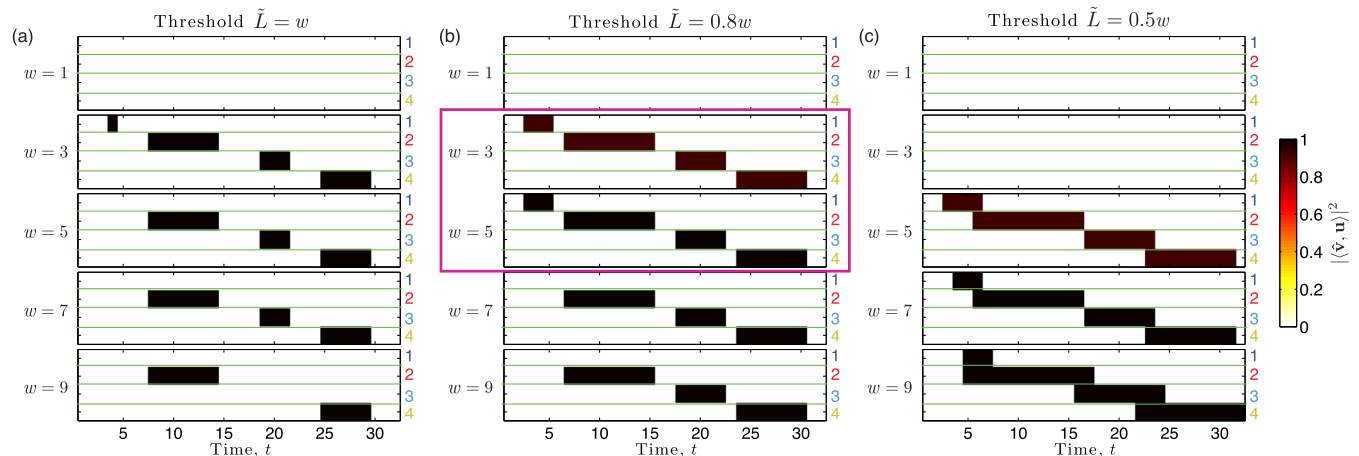 Threshold L̃ = w
(a)
w = 1
1
2
3
4
w = 3
1
2
3
4
w = 5
1
2
3
4
w = 7
1
2
3
4
w = 9
1
2
3
4
5 10 15 20 25 30
Time, t
Threshold L̃ = 0.8w
(b)
w = 1
1
2
3
4
w = 3
1
2
3
4
w = 5
1
2
3
4
w = 7
1
2
3
4
w = 9
1
2
3
4
5 10 15 20 25 30
Time, t
Threshold L̃ = 0.5w
(c)
w = 1
1
2
3
4
w = 3
1
2
3
4
w = 5
1
2
3
4
w = 7
1
2
3
4
w = 9
1
2
3
4
5 10 15 20 25 30
Time, t
1
0.8
0.6
0.4
0.2
0
|⟨v̂, u⟩|²